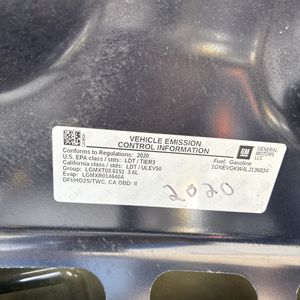 VEHICLE EMISSION
CONTROL INFORMATION
GM
GENERAL
MOTORS
LLC
Conforms to Regulations: 2020
U.S. EPA class / stds: LDT / TIER3
California class / stds: LDT / ULEV50
Group: LGMXT03.6151 3.6L
Evap: LGMXR0146
DFI/HO2S/TWC, CA OBD: II
Fuel: Gasoline
2020